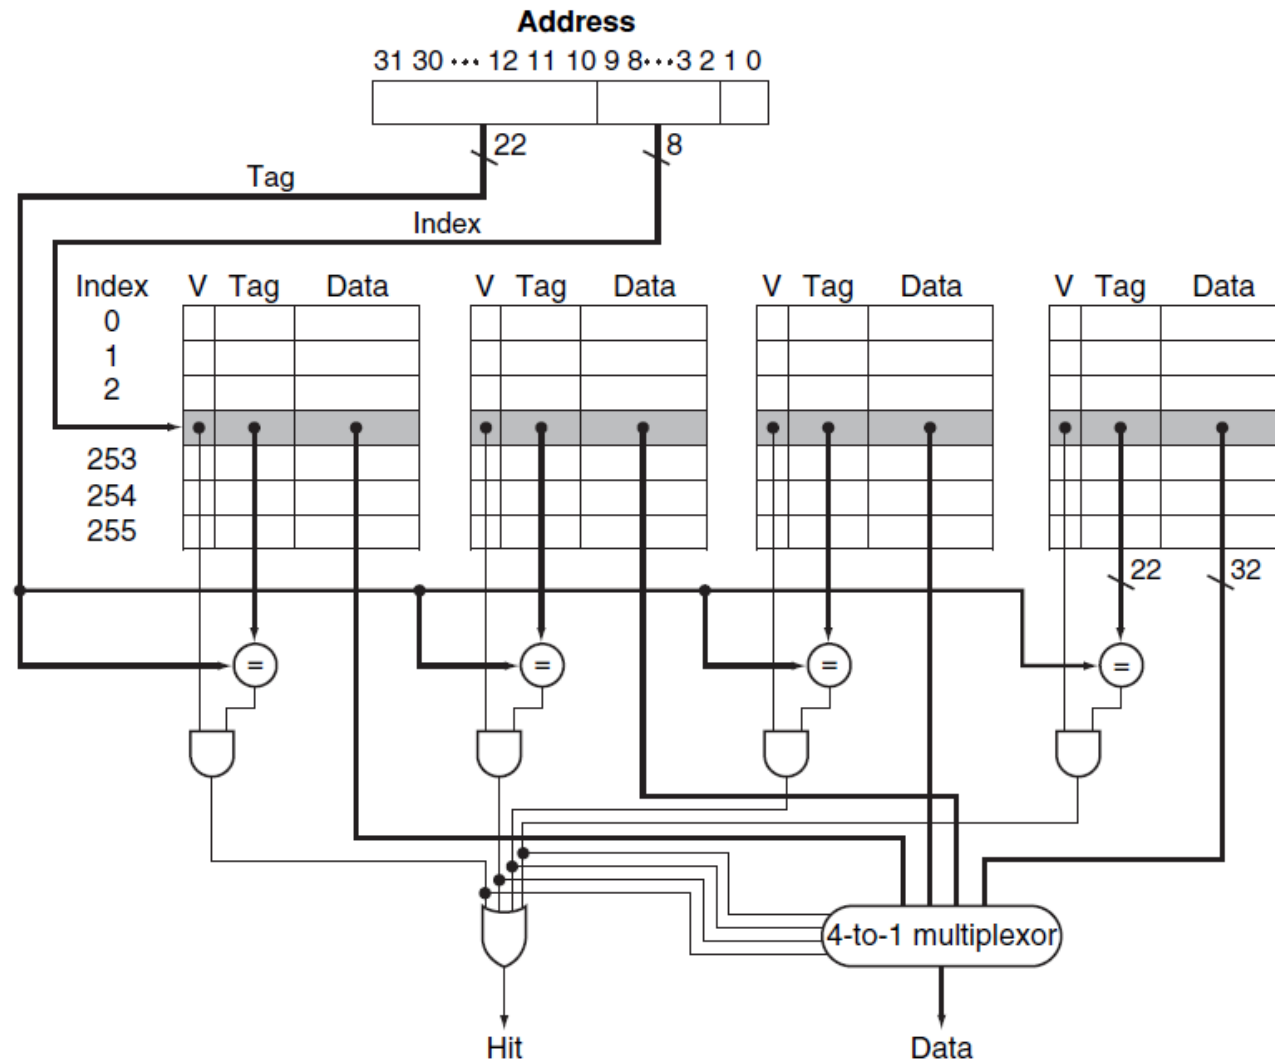 Address
31 30 ••• 12 11 10 9 8 ••• 3 2 1 0
22
8
Tag
Index
Index V Tag Data V Tag Data V Tag Data V Tag Data
0
1
2
253
254
255
22
32
= = = =
4-to-1 multiplexor
Hit
Data